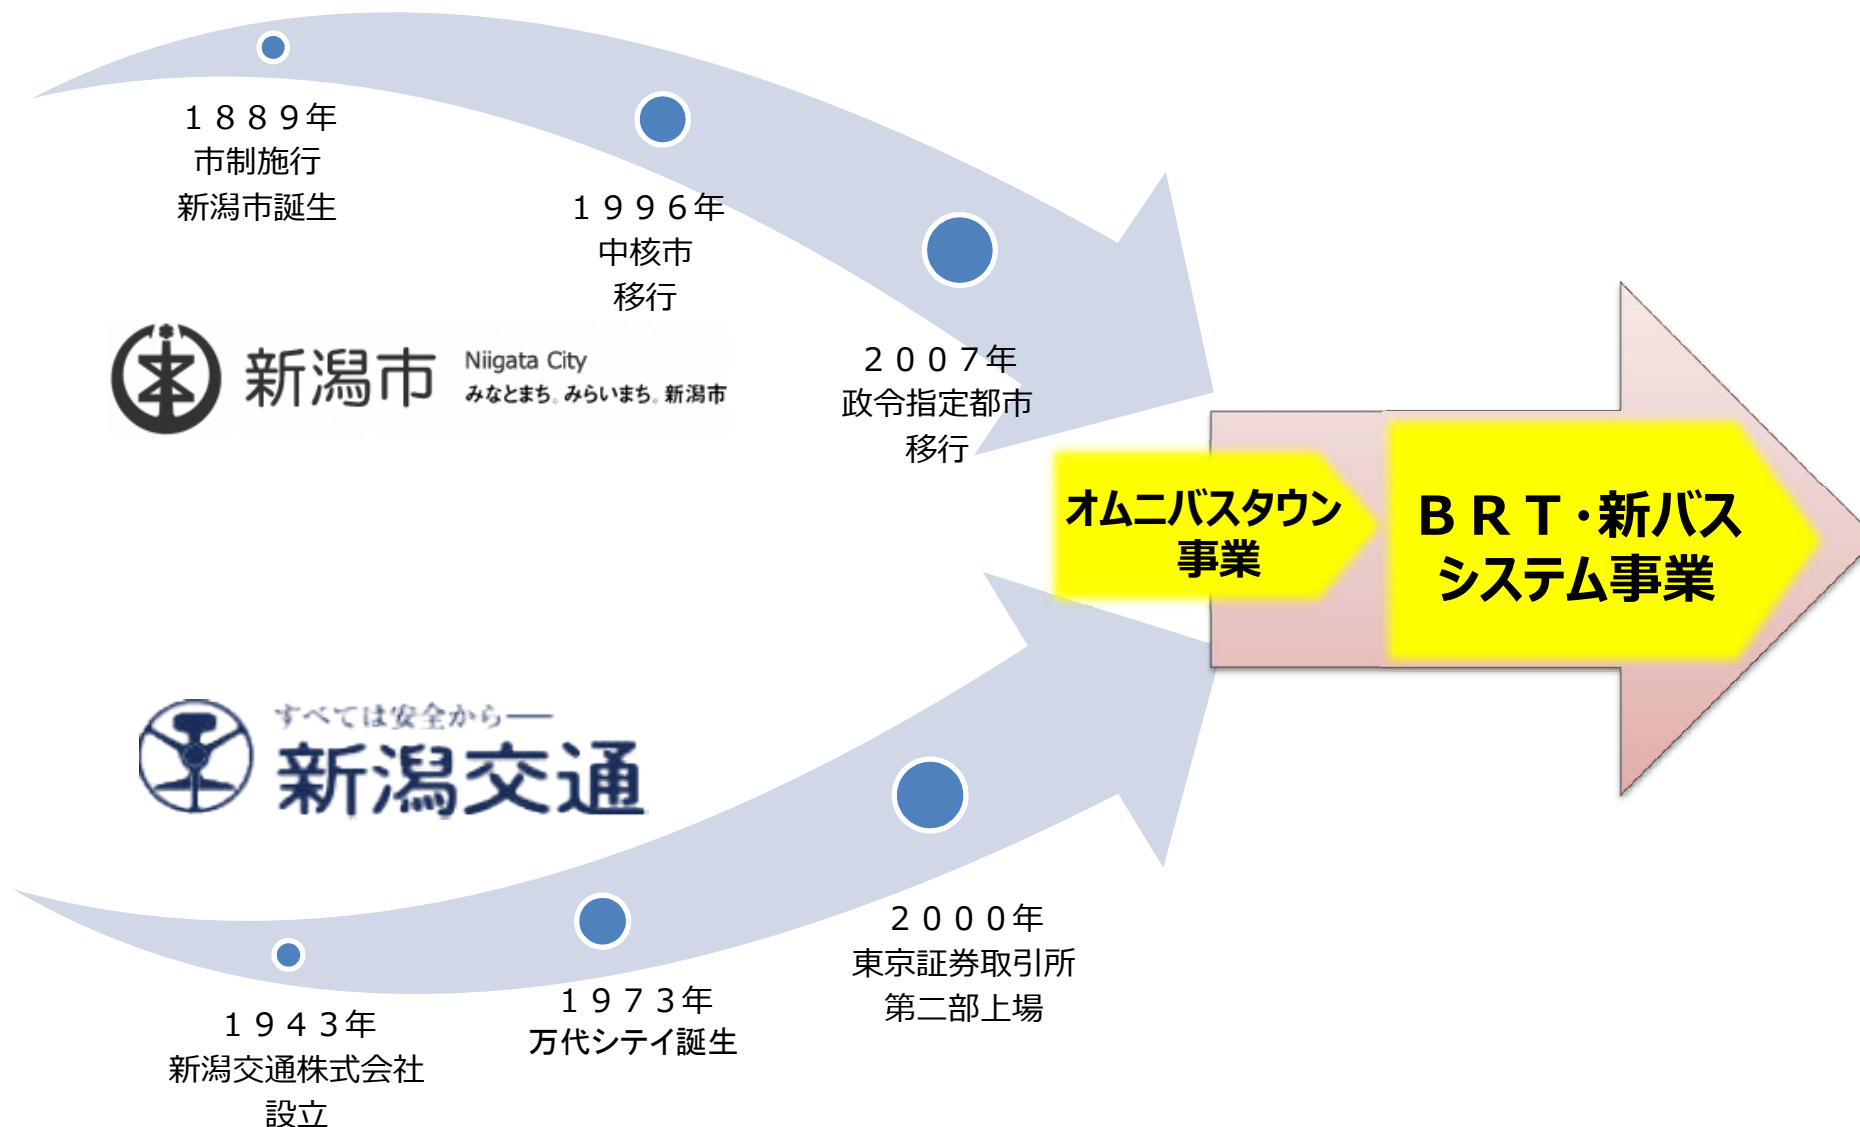 １８８９年
市制施行
新潟市誕生
１９９６年
中核市
移行
２００７年
政令指定都市
移行
新潟市
Niigata City
みなとまち。みらいまち。新潟市
オムニバスタウン
事業
ＢＲＴ・新バス
システム事業
すべては安全から──
新潟交通
１９４３年
新潟交通株式会社
設立
１９７３年
万代シテイ誕生
２０００年
東京証券取引所
第二部上場